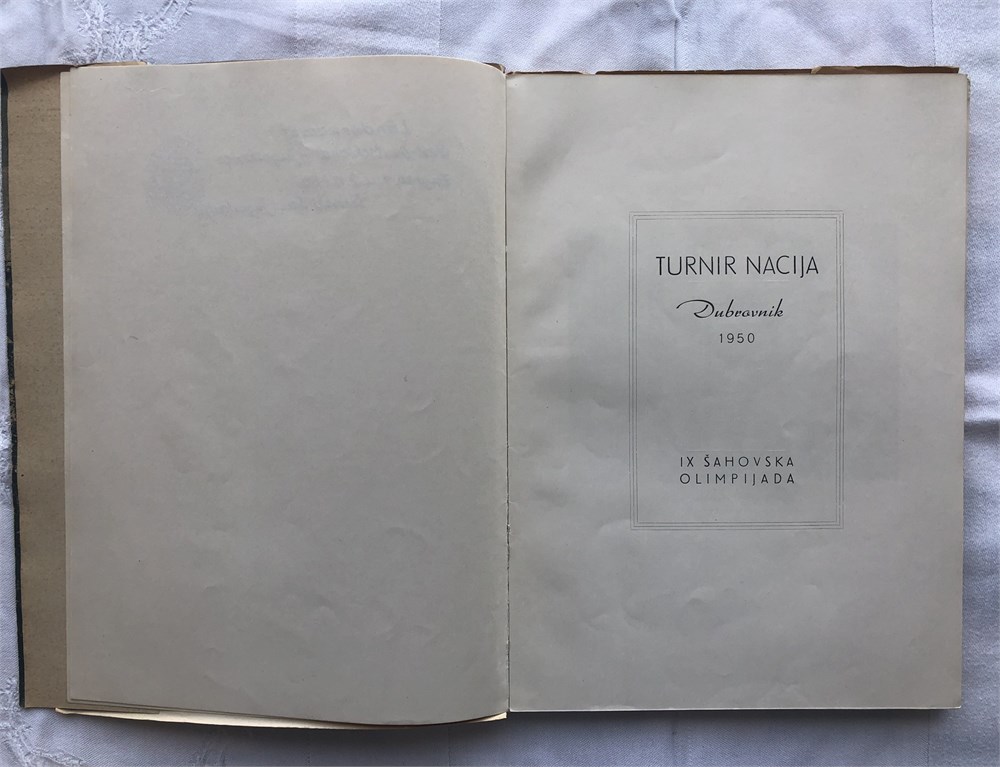 TURNIR NACIJA
Dubrovnik
1950
IX ŠAHOVSKA
OLIMPIJADA